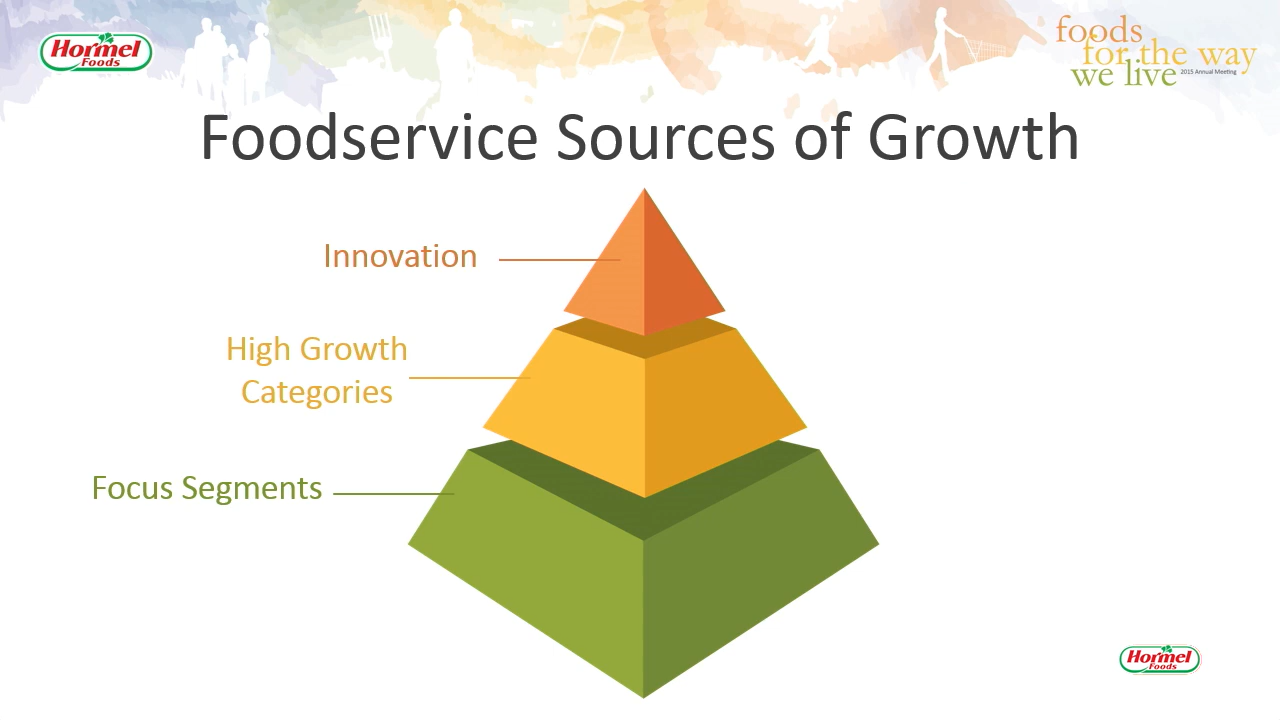 Hormel
Foods
foods
for the way
we live
2015 Annual Meeting
Foodservice Sources of Growth
Innovation
High Growth
Categories
Focus Segments
Hormel
Foods